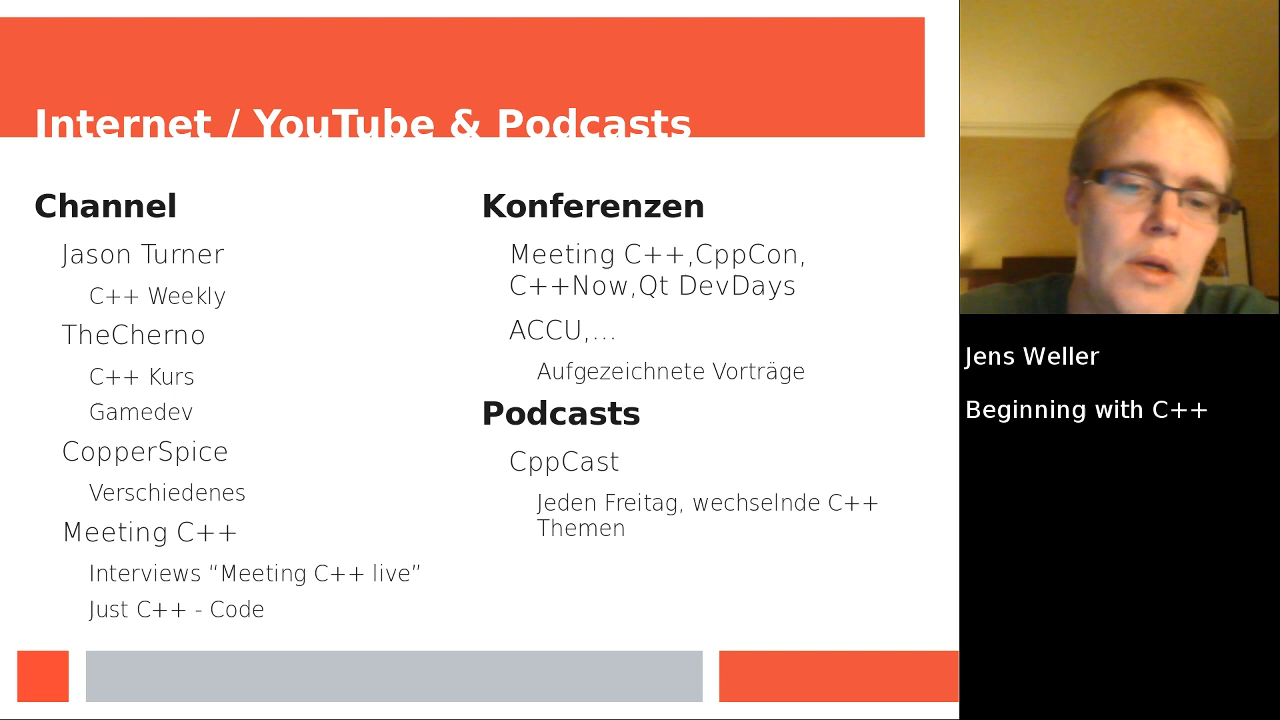 Internet / YouTube & Podcasts
Channel
Jason Turner
C++ Weekly
TheCherno
C++ Kurs
Gamedev
CopperSpice
Verschiedenes
Meeting C++
Interviews “Meeting C++ live”
Just C++ - Code
Konferenzen
Meeting C++,CppCon,
C++Now,Qt DevDays
ACCU,...
Aufgezeichnete Vorträge
Podcasts
CppCast
Jeden Freitag, wechselnde C++
Themen
Jens Weller
Beginning with C++